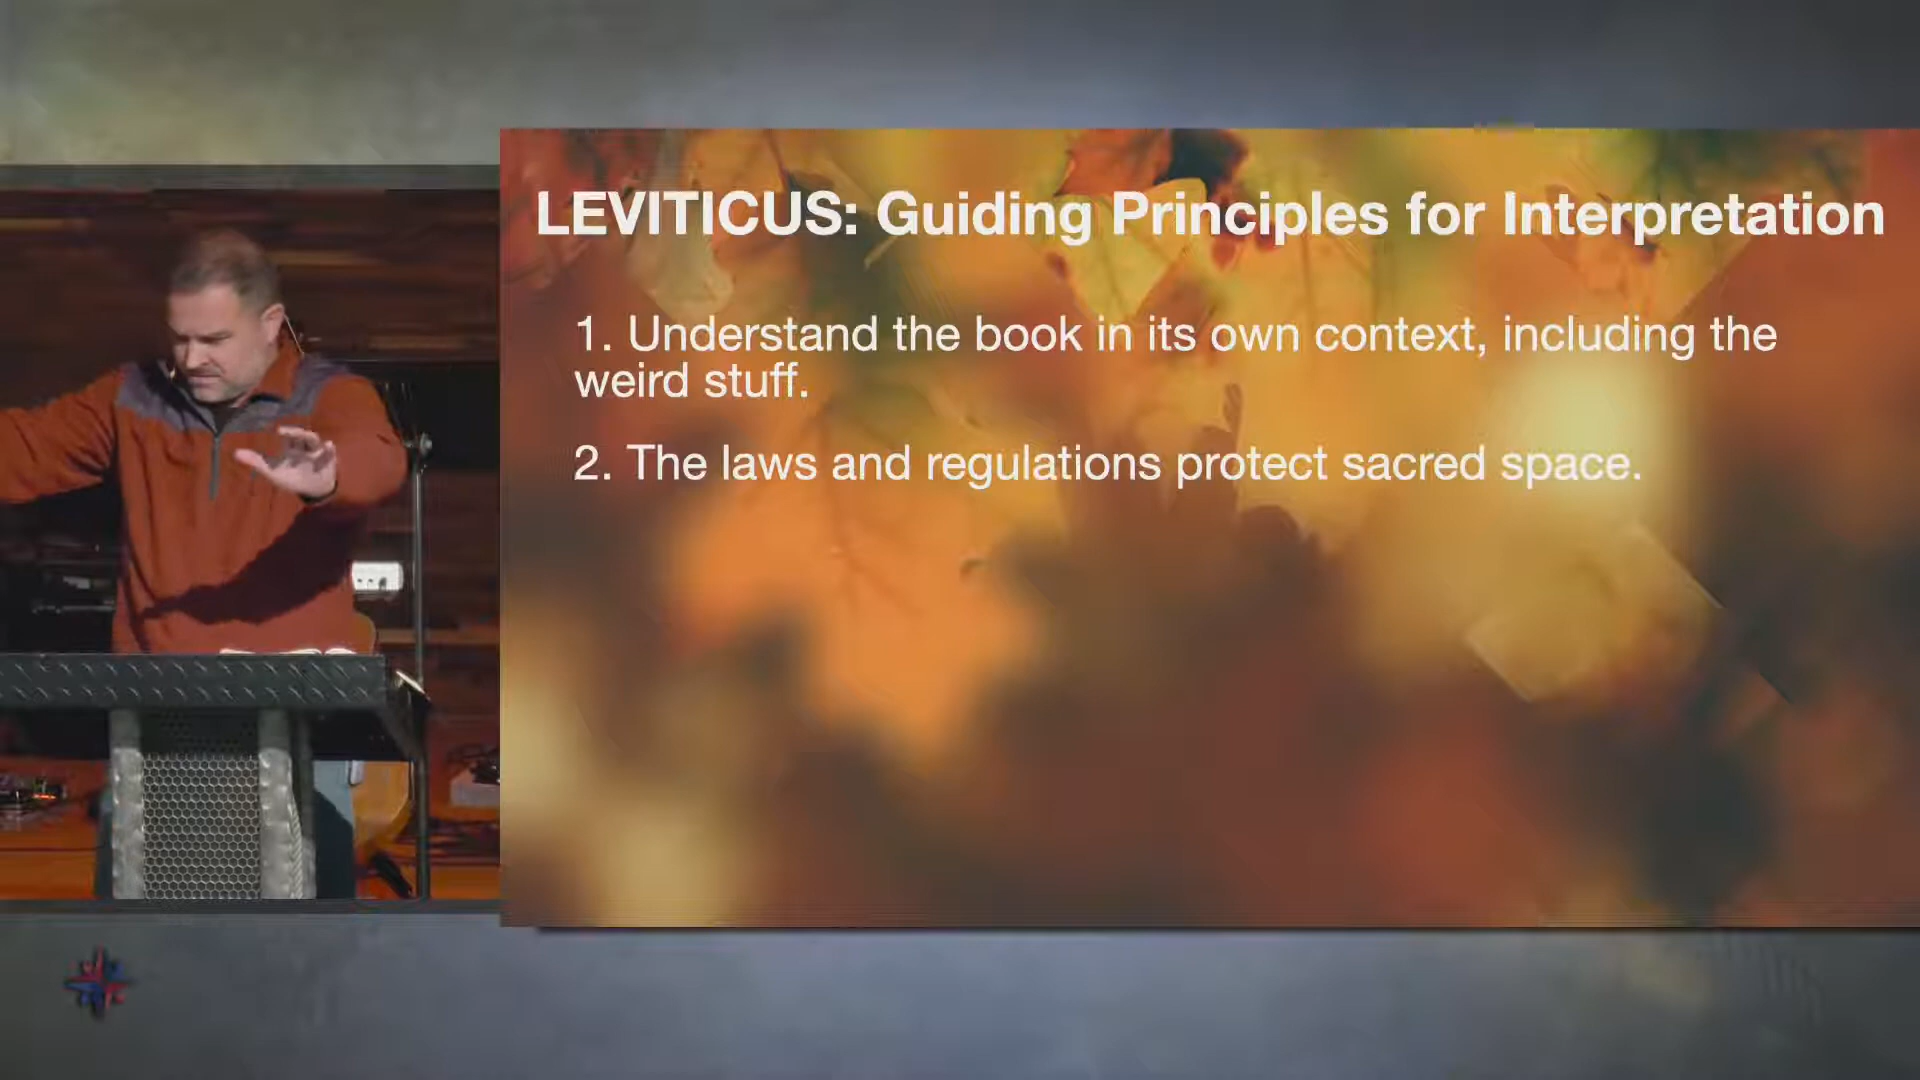 LEVITICUS: Guiding Principles for Interpretation
1. Understand the book in its own context, including the
weird stuff.
2. The laws and regulations protect sacred space.